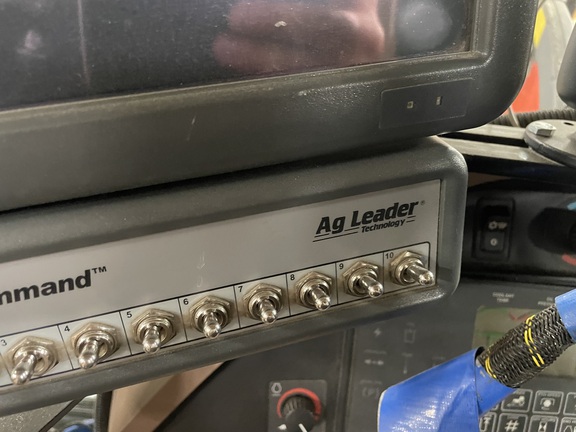 Ag Leader®
Technology
mmand™
3 4 5 6 7 8 9 10
#